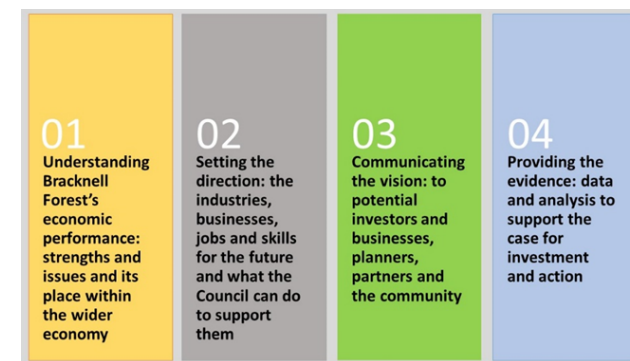 01
Understanding
Bracknell
Forest's
economic
performance:
strengths and
issues and its
place within
the wider
economy
02
Setting the
direction: the
industries,
businesses,
jobs and skills
for the future
and what the
Council can do
to support
them
03
Communicating
the vision: to
potential
investors and
businesses,
planners,
partners and
the community
04
Providing the
evidence: data
and analysis to
support the
case for
investment
and action